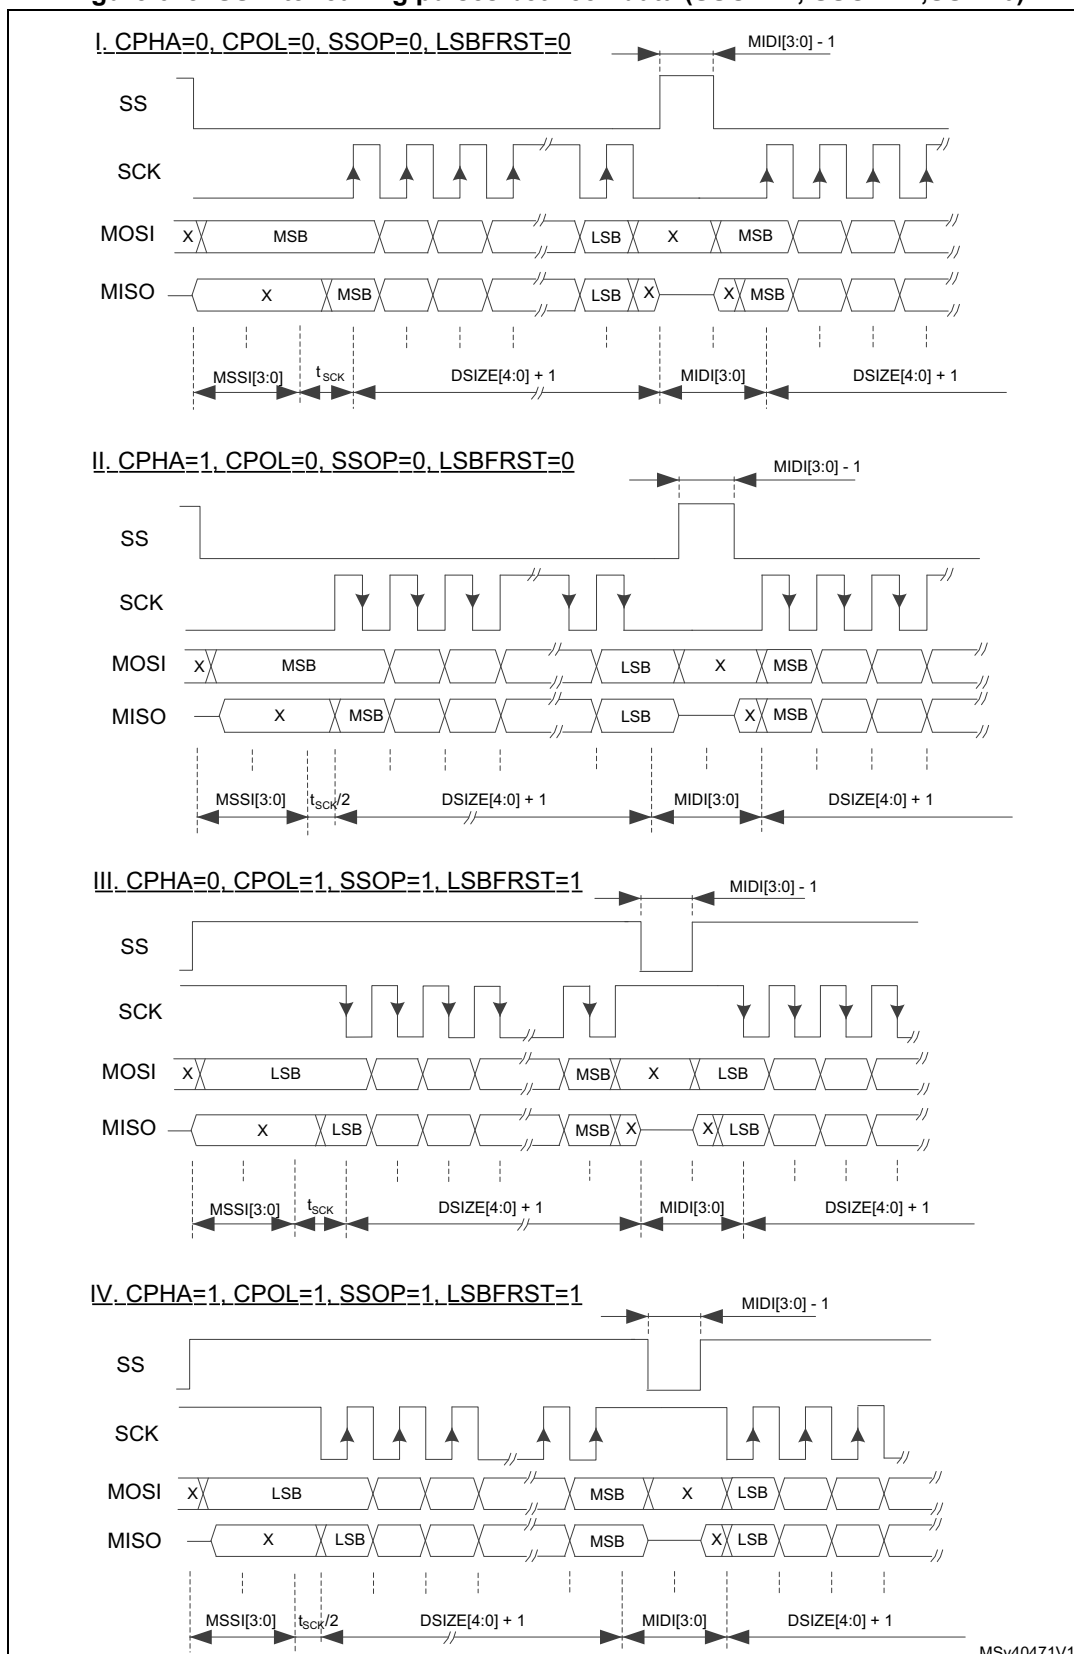 I. CPHA=0, CPOL=0, SSOP=0, LSBFRST=0
MIDI[3:0] - 1
SS
SCK
MOSI X MSB LSB X MSB
MISO X MSB LSB X X MSB
MSSI[3:0] tSCK DSIZE[4:0] + 1 MIDI[3:0] DSIZE[4:0] + 1
II. CPHA=1, CPOL=0, SSOP=0, LSBFRST=0
MIDI[3:0] - 1
SS
SCK
MOSI X MSB LSB X MSB
MISO X MSB LSB X MSB
MSSI[3:0] tSCK/2 DSIZE[4:0] + 1 MIDI[3:0] DSIZE[4:0] + 1
III. CPHA=0, CPOL=1, SSOP=1, LSBFRST=1
MIDI[3:0] - 1
SS
SCK
MOSI X LSB MSB X LSB
MISO X LSB MSB X X LSB
MSSI[3:0] tSCK DSIZE[4:0] + 1 MIDI[3:0] DSIZE[4:0] + 1
IV. CPHA=1, CPOL=1, SSOP=1, LSBFRST=1
MIDI[3:0] - 1
SS
SCK
MOSI X LSB MSB X LSB
MISO X LSB MSB X LSB
MSSI[3:0] tSCK/2 DSIZE[4:0] + 1 MIDI[3:0] DSIZE[4:0] + 1
MSv40471V1